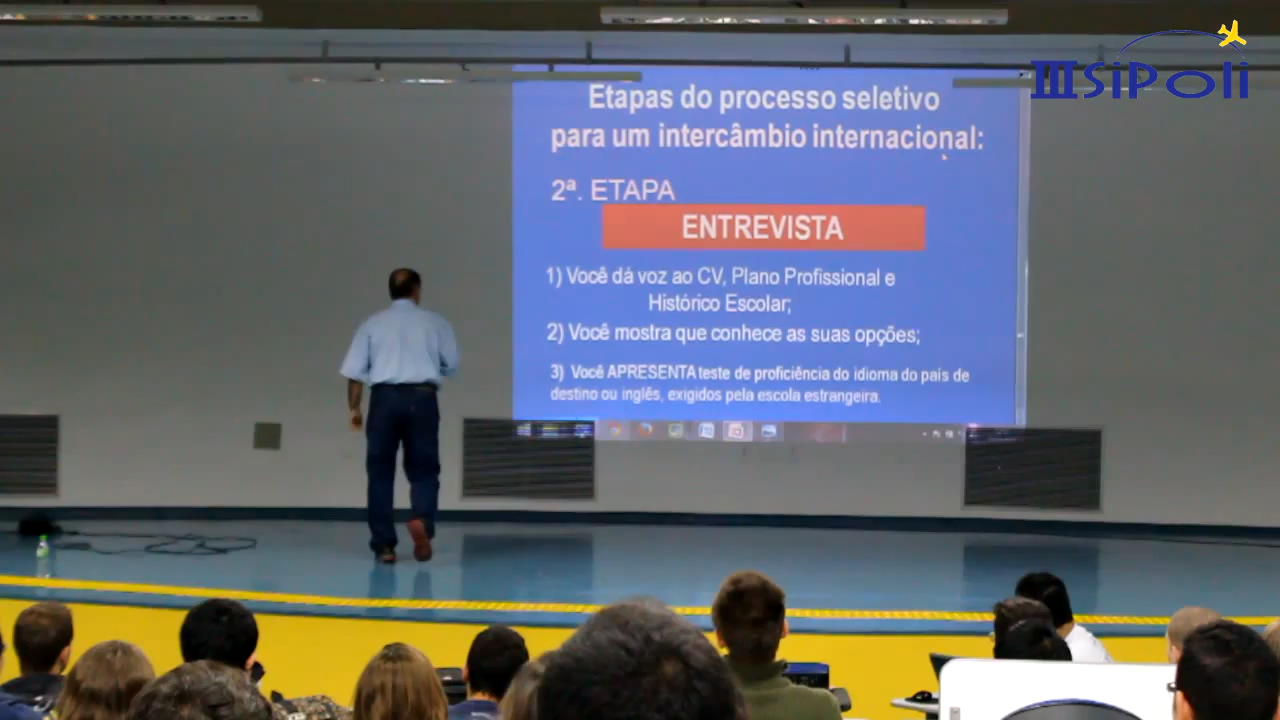 IIISiPoli
Etapas do processo seletivo
para um intercâmbio internacional:
2ª. ETAPA
ENTREVISTA
1) Você dá voz ao CV, Plano Profissional e
Histórico Escolar;
2) Você mostra que conhece as suas opções;
3) Você APRESENTA teste de proficiência do idioma do país de
destino ou inglês, exigidos pela escola estrangeira.